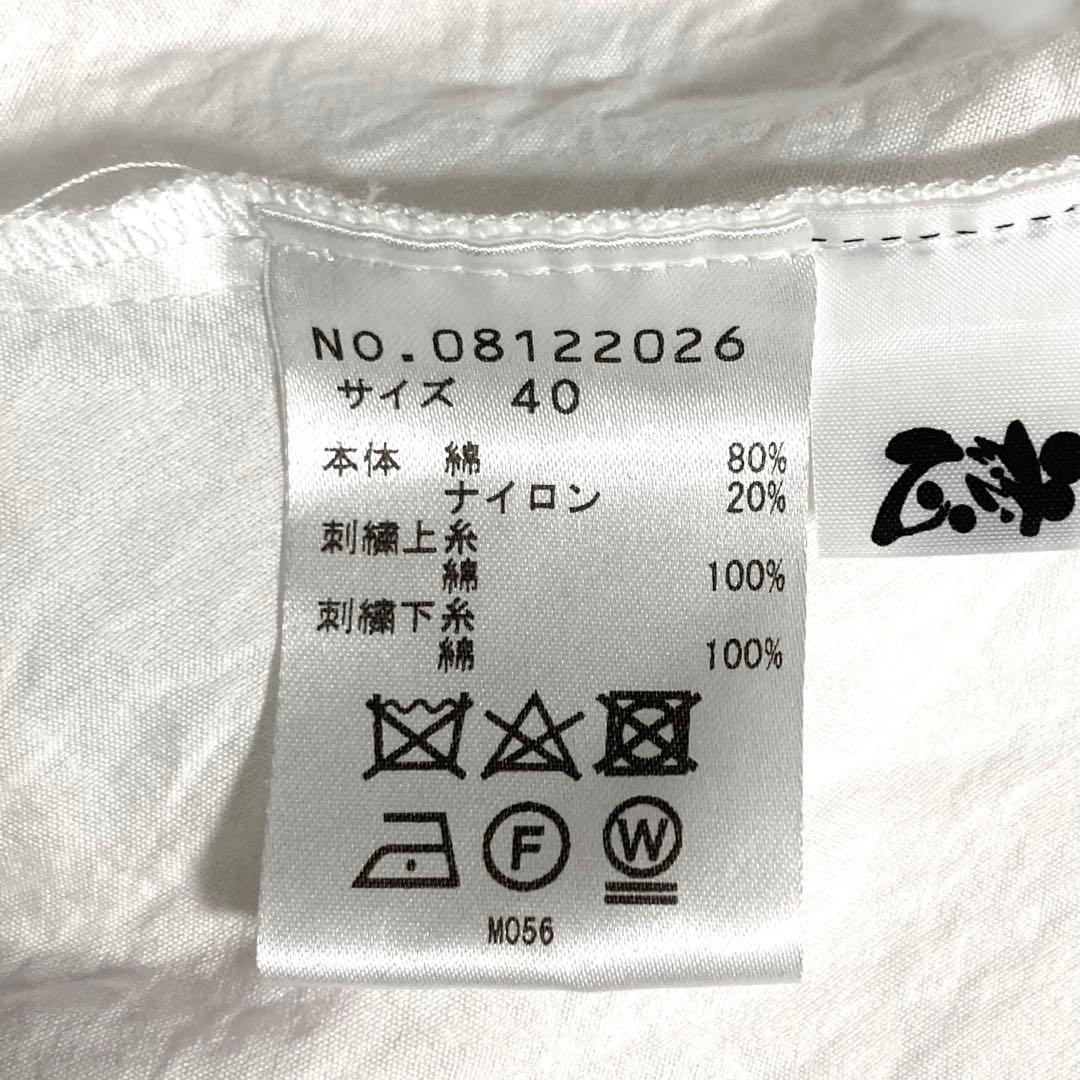 No.08122026
サイズ 40
本体 綿 80%
ナイロン 20%
刺繍上糸
綿 100%
刺繍下糸
綿 100%
F W
M056